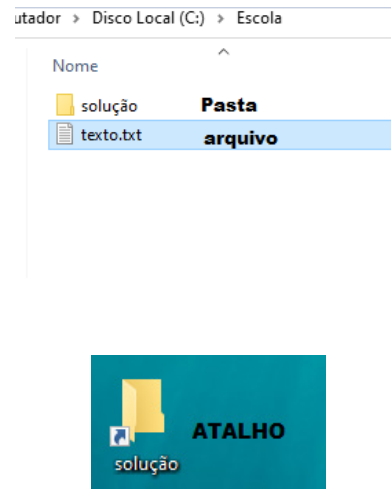 utador > Disco Local (C:) > Escola
Nome
solução Pasta
texto.txt arquivo
ATALHO
solução